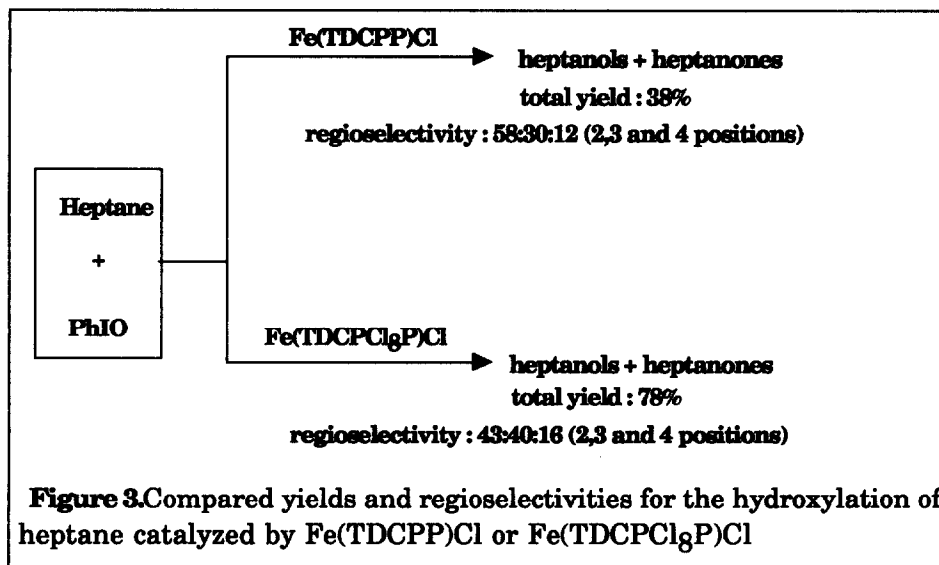 Fe(TDCPP)Cl
heptanols + heptanones
total yield : 38%
regioselectivity : 58:30:12 (2,3 and 4 positions)
Heptane
+
PhIO
Fe(TDCPCl8P)Cl
heptanols + heptanones
total yield : 78%
regioselectivity : 43:40:16 (2,3 and 4 positions)
Figure 3.Compared yields and regioselectivities for the hydroxylation of
heptane catalyzed by Fe(TDCPP)Cl or Fe(TDCPCl8P)Cl